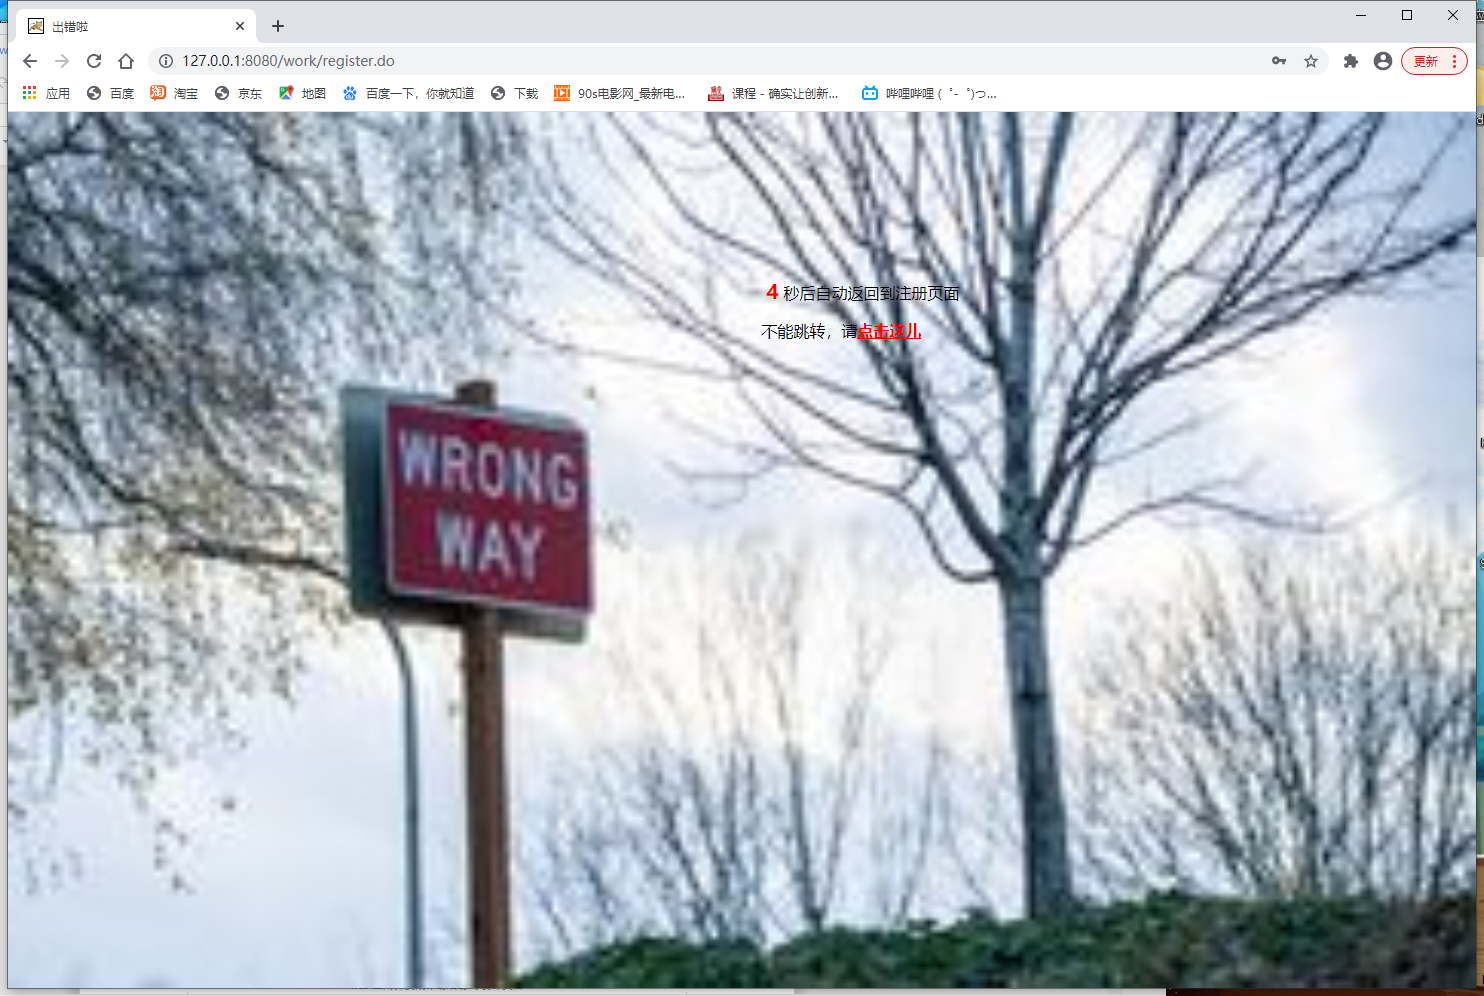 出错啦
127.0.0.1:8080/work/register.do
更新
应用
百度
淘宝
京东
地图
百度一下，你就知道
下载
90s电影网_最新电...
课程 - 确实让创新...
哔哩哔哩 (゜-゜)つ...
4 秒后自动返回到注册页面
不能跳转，请点击这儿
WRONG
WAY